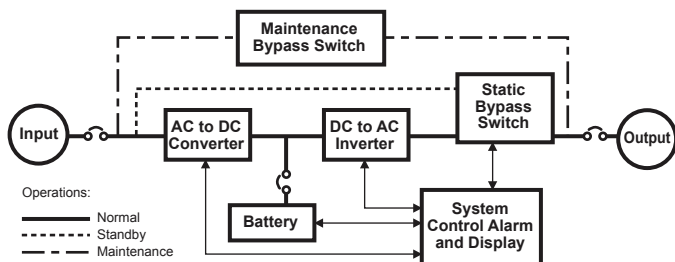 Maintenance
Bypass Switch
Input
AC to DC
Converter
DC to AC
Inverter
Static
Bypass
Switch
Output
Operations:
Normal
Standby
Maintenance
Battery
System
Control Alarm
and Display